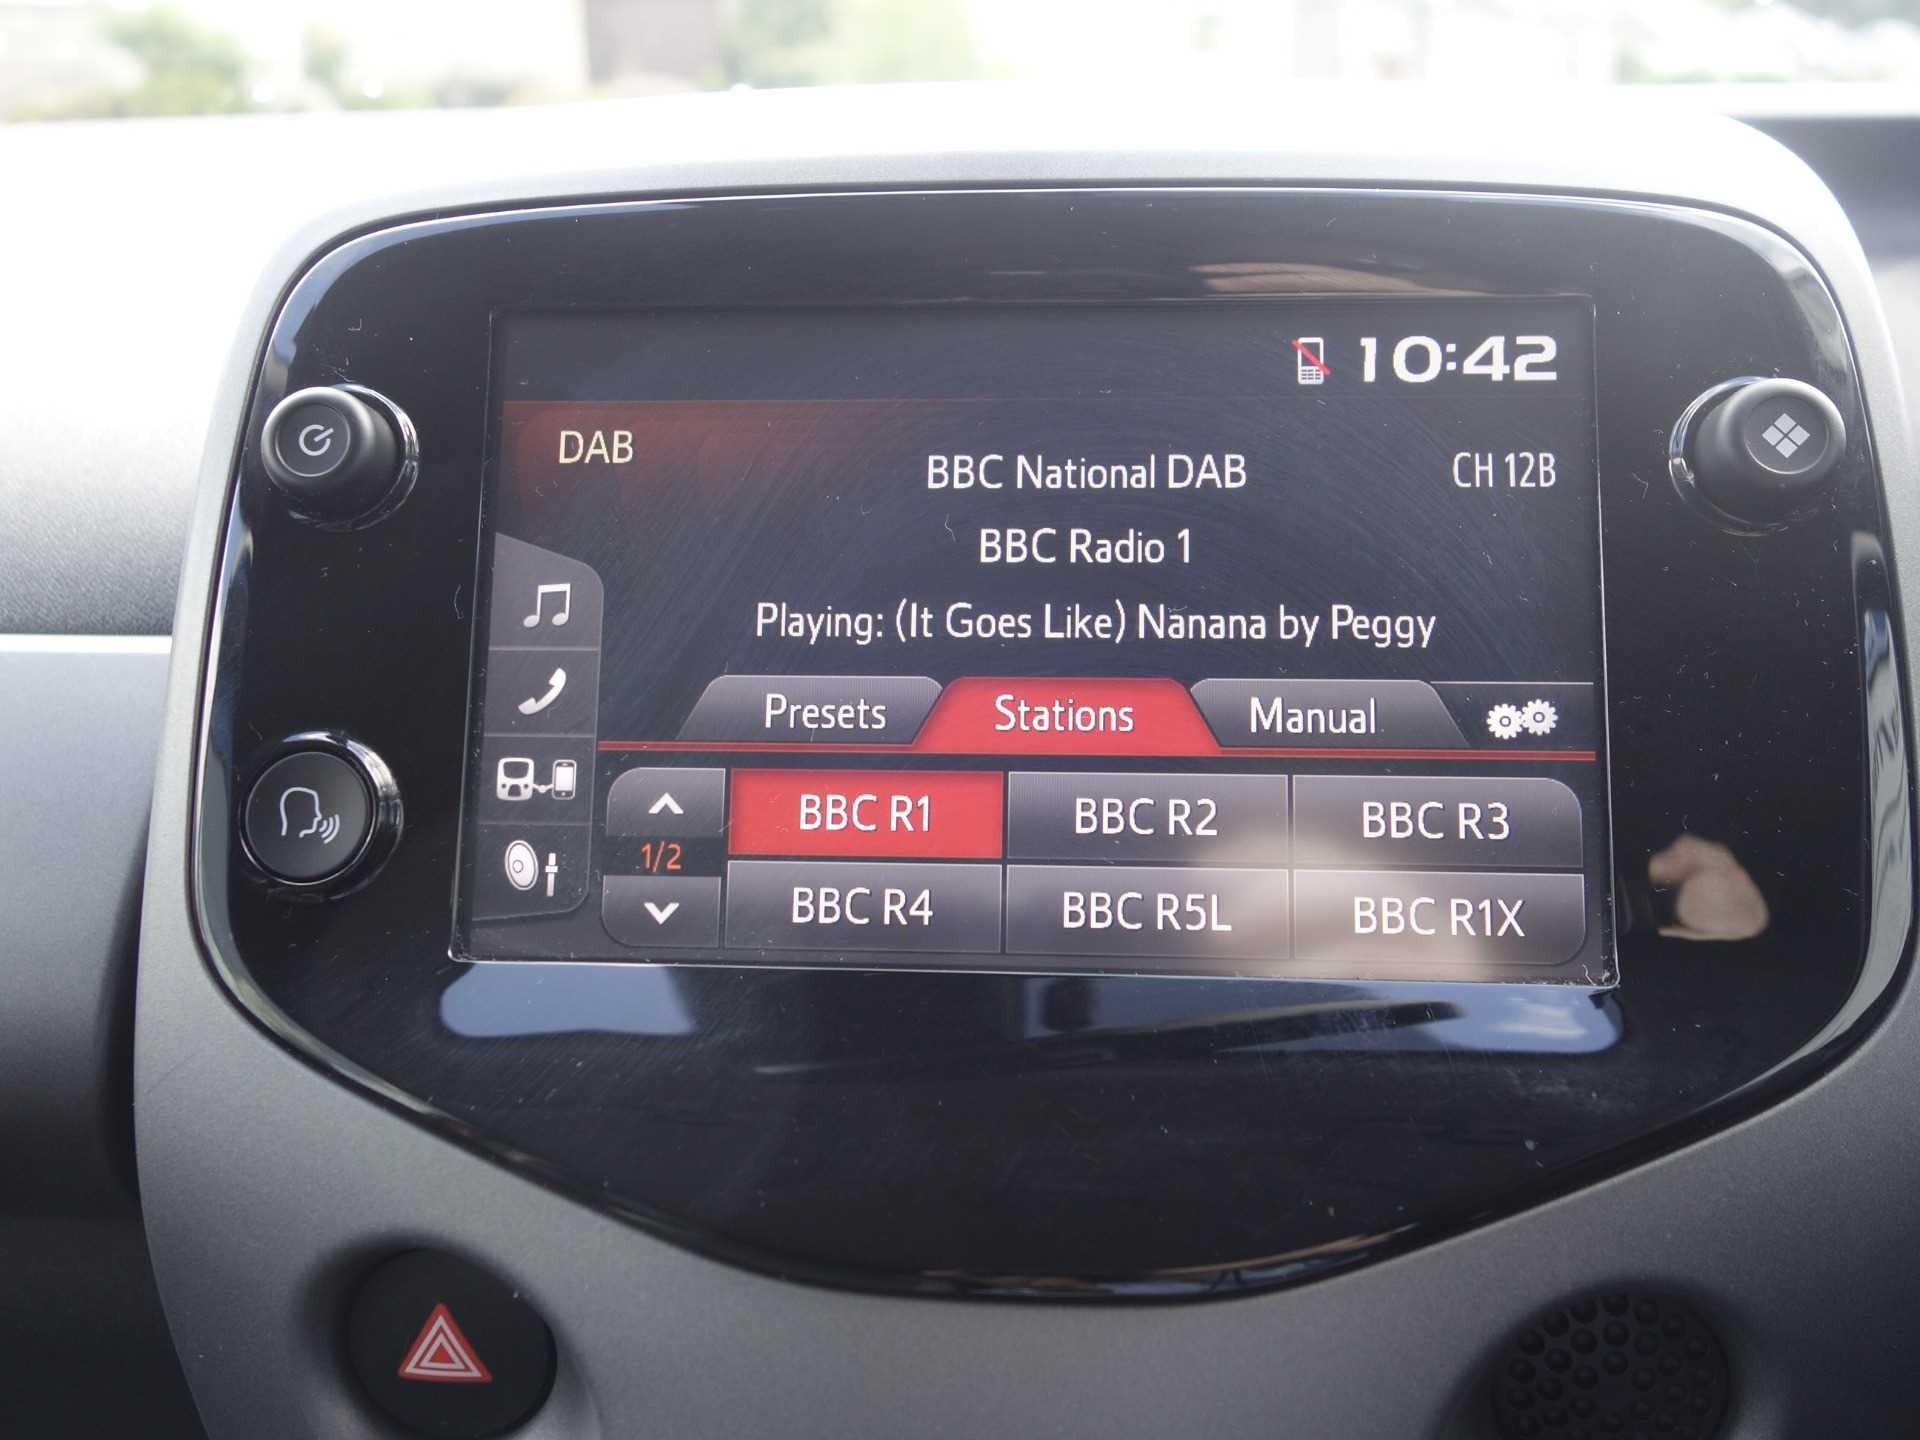 10:42
DAB
BBC National DAB
CH 12B
BBC Radio 1
Playing: (It Goes Like) Nanana by Peggy
Presets
Stations
Manual
1/2
BBC R1
BBC R2
BBC R3
BBC R4
BBC R5L
BBC R1X